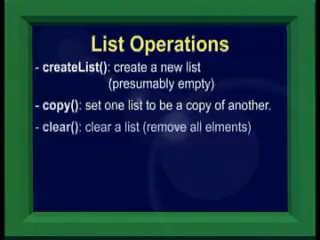 List Operations
- createList(): create a new list
(presumably empty)
- copy(): set one list to be a copy of another.
- clear(): clear a list (remove all elments)